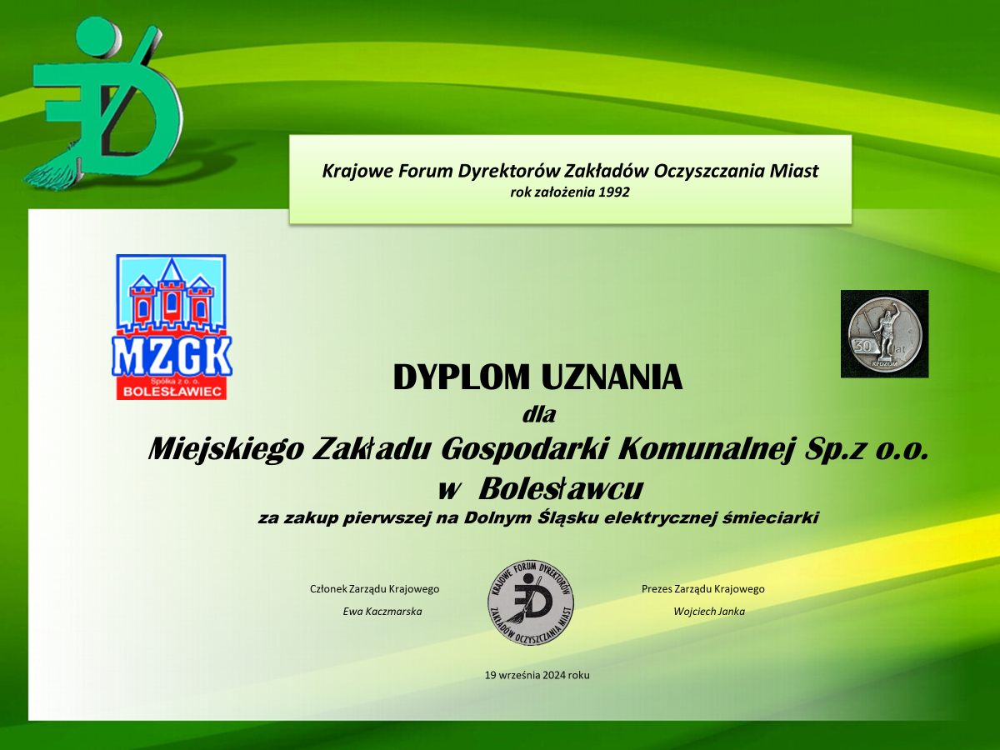 Krajowe Forum Dyrektorów Zakładów Oczyszczania Miast
rok założenia 1992
MZGK
Spółka z o. o.
BOLESŁAWIEC
30 lat
KFDZOM
DYPLOM UZNANIA
dla
Miejskiego Zakładu Gospodarki Komunalnej Sp.z o.o.
w Bolesławcu
za zakup pierwszej na Dolnym Śląsku elektrycznej śmieciarki
Członek Zarządu Krajowego
Ewa Kaczmarska
KRAJOWE FORUM DYREKTORÓW
ZAKŁADÓW OCZYSZCZANIA MIAST
Prezes Zarządu Krajowego
Wojciech Janka
19 września 2024 roku